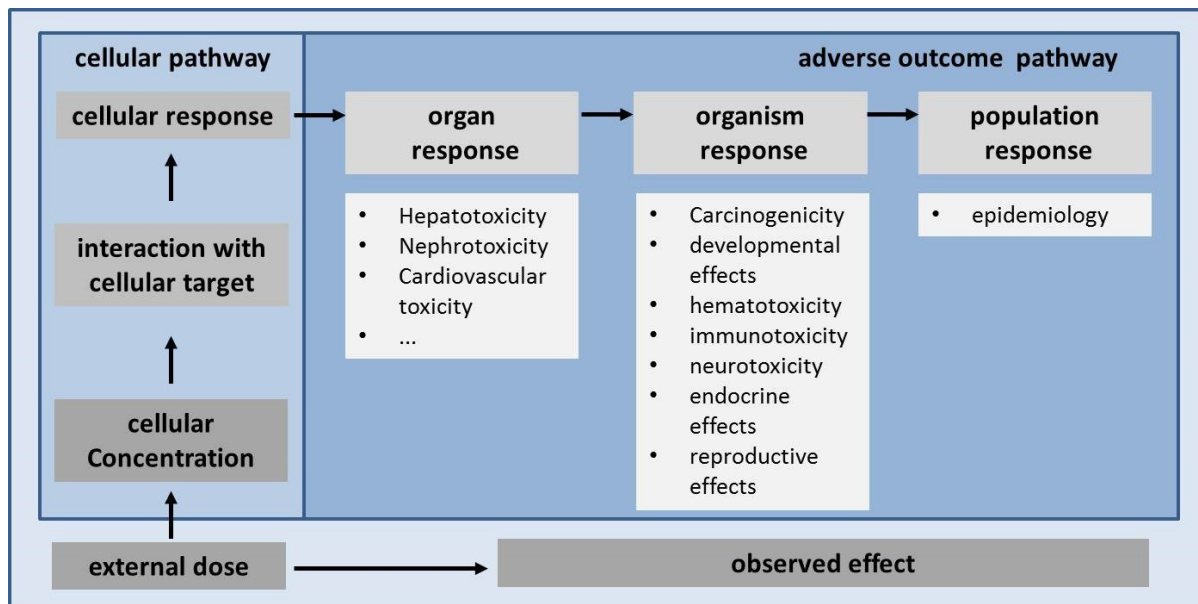 cellular pathway
adverse outcome pathway
cellular response
organ
response
organism
response
population
response
interaction with
cellular target
cellular
Concentration
• Hepatotoxicity
• Nephrotoxicity
• Cardiovascular
toxicity
• ...
• Carcinogenicity
• developmental
effects
• hematotoxicity
• immunotoxicity
• neurotoxicity
• endocrine
effects
• reproductive
effects
• epidemiology
external dose
observed effect